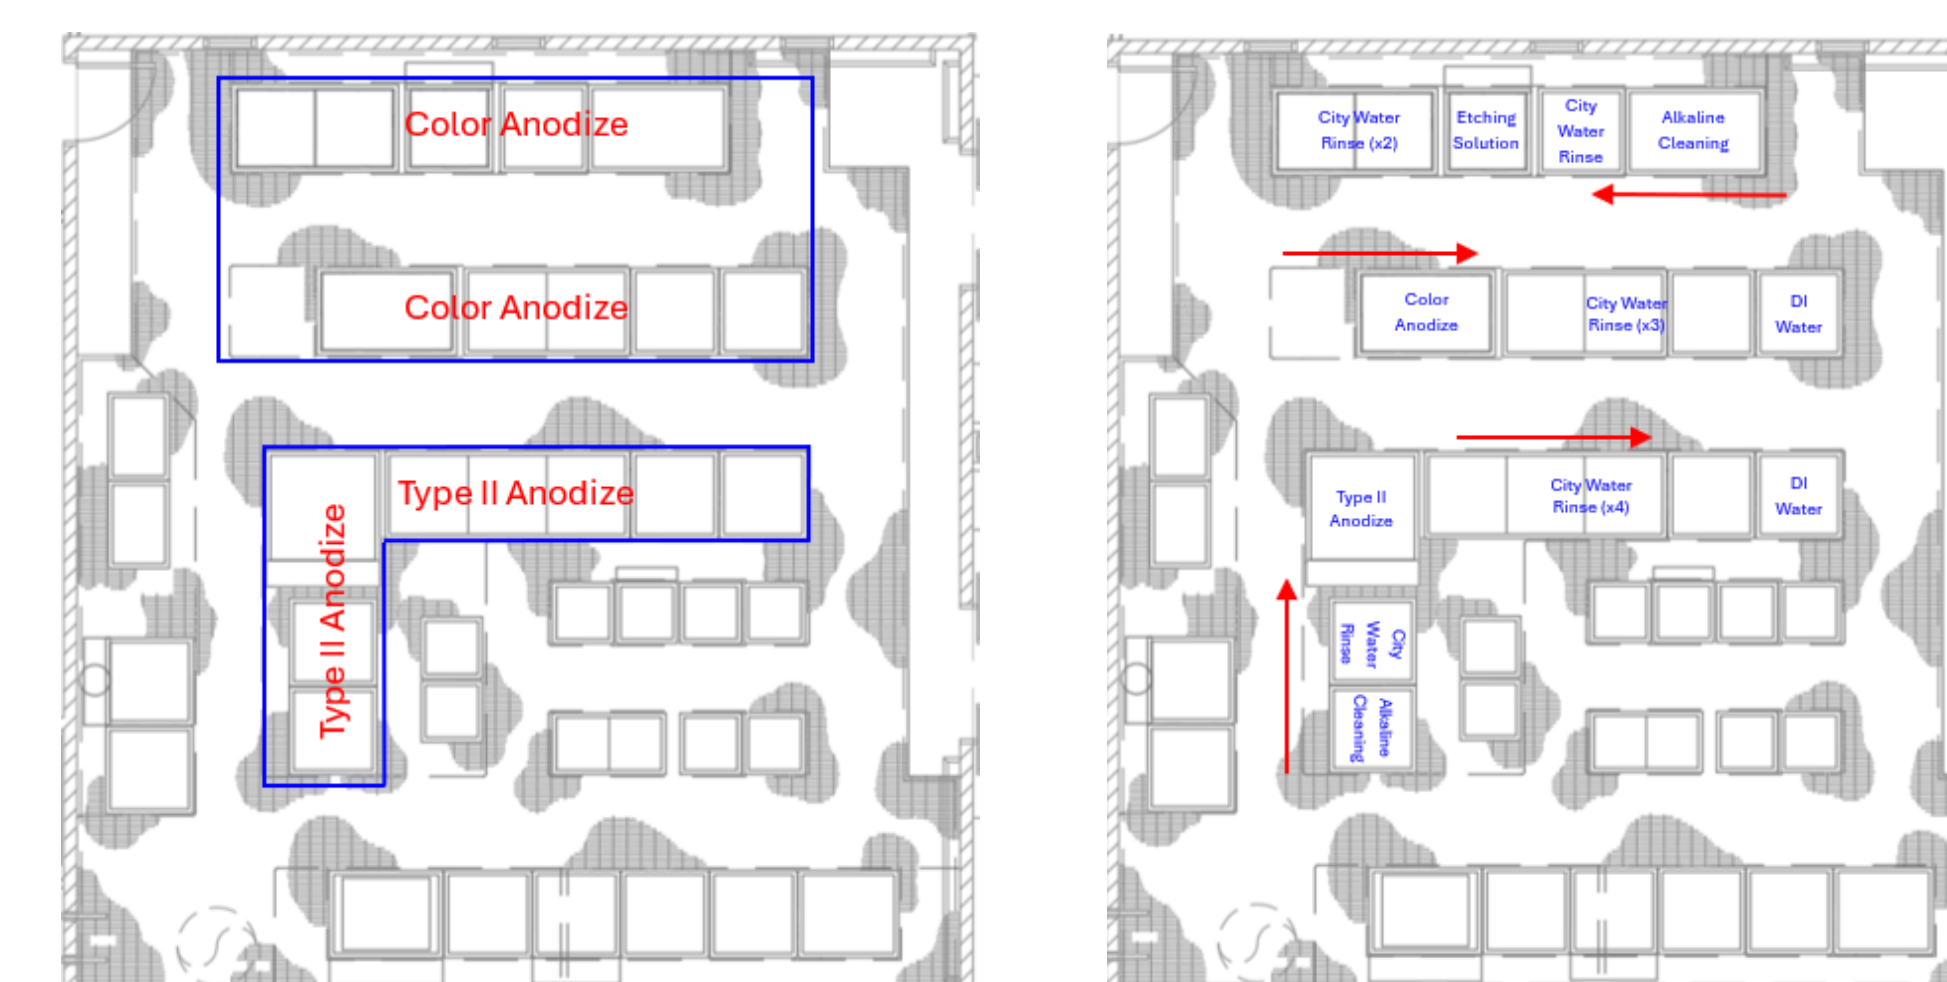 Color Anodize
Color Anodize
Type II Anodize
Type II Anodize
City Water
Rinse (x2)
Etching
Solution
City
Water
Rinse
Alkaline
Cleaning
Color
Anodize
City Water
Rinse (x3)
DI
Water
Type II
Anodize
City Water
Rinse (x4)
DI
Water
City
Water
Rinse
Alkaline
Cleaning